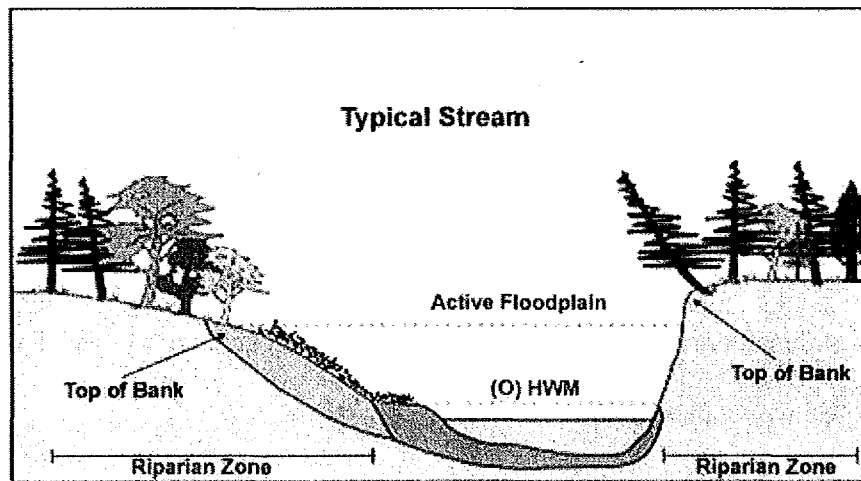 Typical Stream
Active Floodplain
Top of Bank
(O) HWM
Top of Bank
Riparian Zone
Riparian Zone